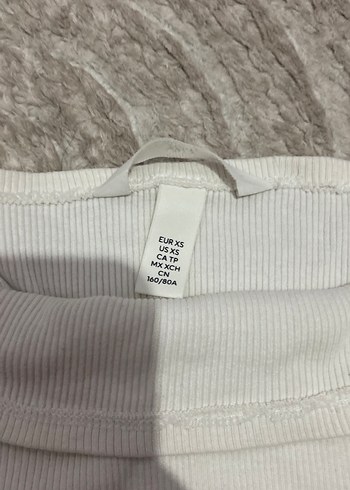 EUR XS
US XS
CA TP
MX XCH
CN
160/80A